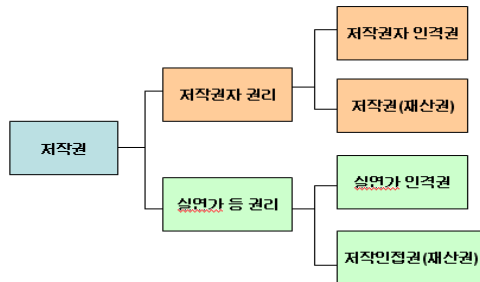 저작권자 인격권
저작권자 권리
저작권(재산권)
저작권
실연가 인격권
실연가 등 권리
저작인접권(재산권)